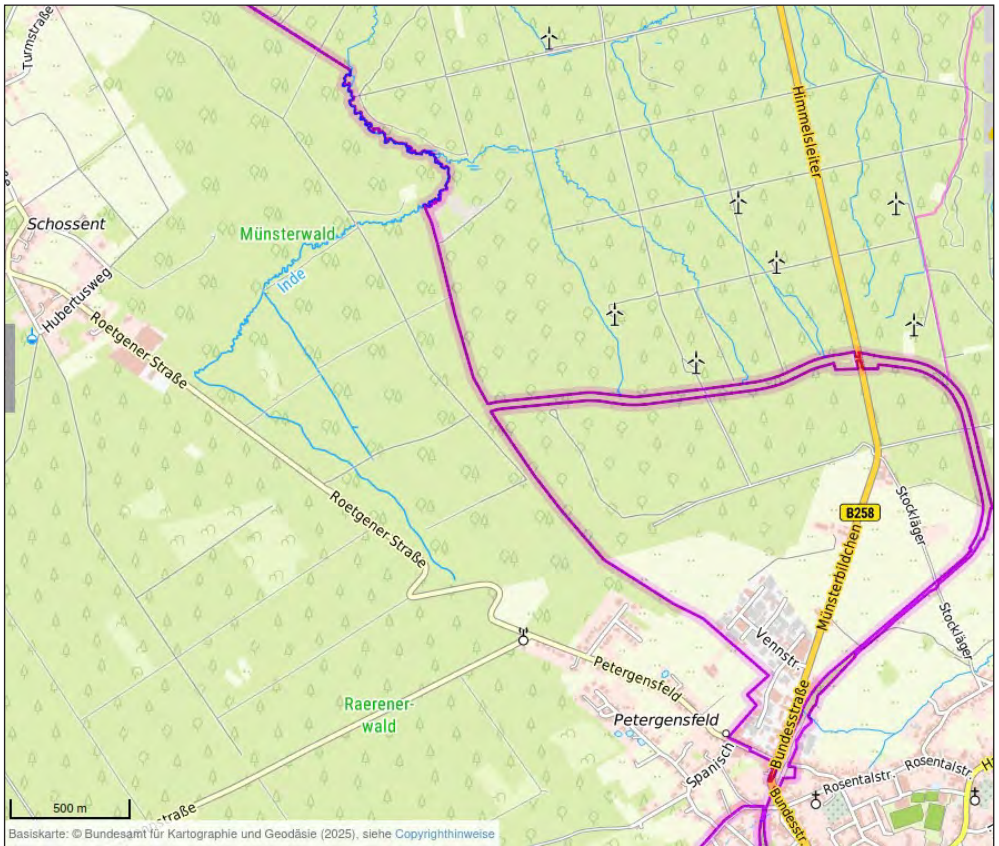 Turmstraße
Himmelsleiter
Schossent
Münsterwald
Inde
Hubertusweg
Roetgener Straße
Roetgener Straße
B258
Stockläger
Münsterbildchen
Stockläger
Vennstr.
Petergensfeld
Raerener-
wald
Petergensfeld
Bundesstraße
Spanisch
Rosentalstr.
Rosentalstr.
Bundesstr.
500 m
straße
Basiskarte: © Bundesamt für Kartographie und Geodäsie (2025), siehe Copyrighthinweise